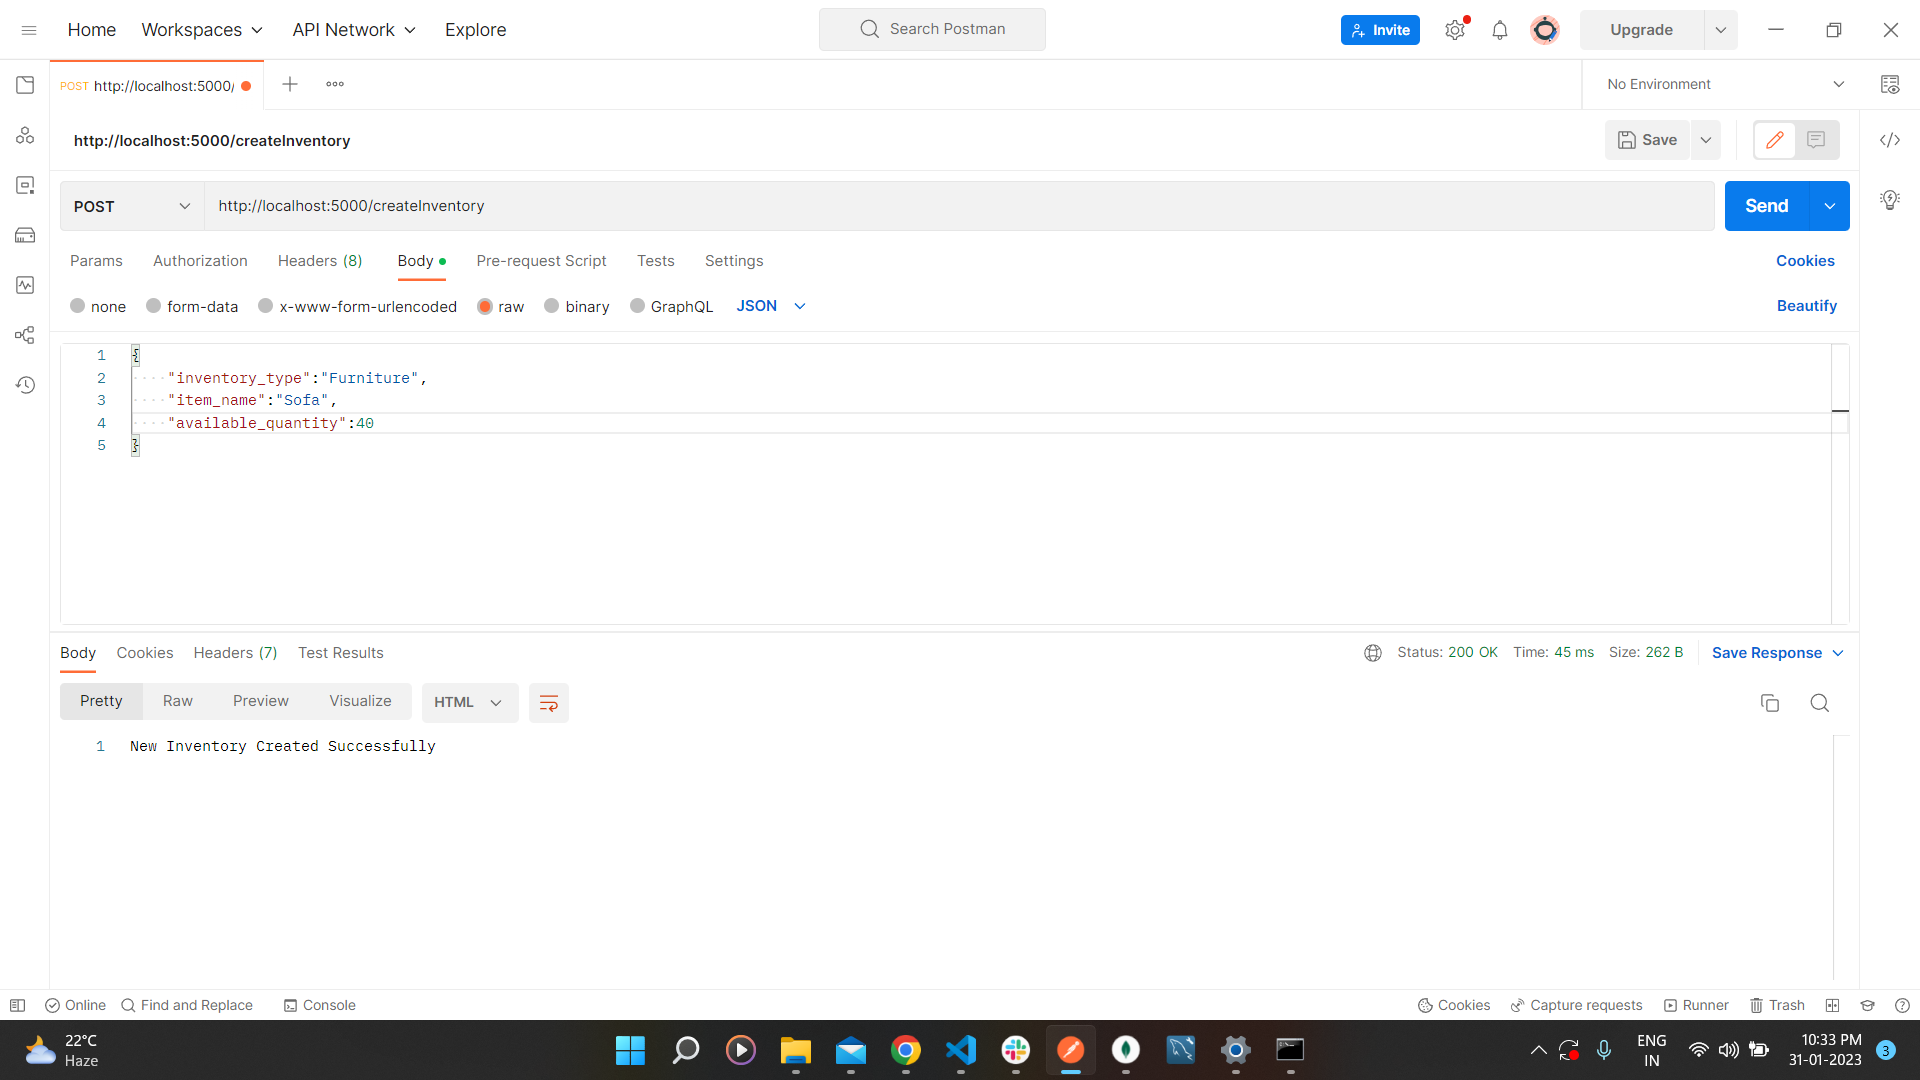 Home Workspaces API Network Explore Search Postman Invite Upgrade
POST http://localhost:5000/ No Environment
http://localhost:5000/createInventory Save
POST http://localhost:5000/createInventory Send
Params Authorization Headers (8) Body Pre-request Script Tests Settings Cookies
none form-data x-www-form-urlencoded raw binary GraphQL JSON Beautify
1 {
2 "inventory_type":"Furniture",
3 "item_name":"Sofa",
4 "available_quantity":40
5 }
Body Cookies Headers (7) Test Results Status: 200 OK Time: 45 ms Size: 262 B Save Response
Pretty Raw Preview Visualize HTML
1 New Inventory Created Successfully
Online Find and Replace Console Cookies Capture requests Runner Trash
22°C ENG 10:33 PM
Haze IN 31-01-2023 3